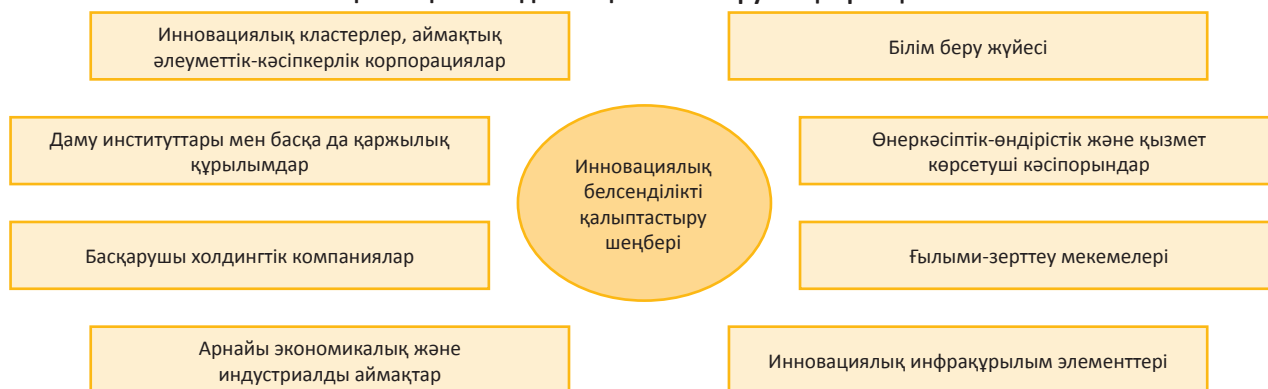 Инновациялық кластерлер, аймақтық
әлеуметтік-кәсіпкерлік корпорациялар
Білім беру жүйесі
Даму институттары мен басқа да қаржылық
құрылымдар
Өнеркәсіптік-өндірістік және қызмет
көрсетуші кәсіпорындар
Инновациялық
белсенділікті
қалыптастыру
шеңбері
Басқарушы холдингтік компаниялар
Ғылыми-зерттеу мекемелері
Арнайы экономикалық және
индустриалды аймақтар
Инновациялық инфрақұрылым элементтері